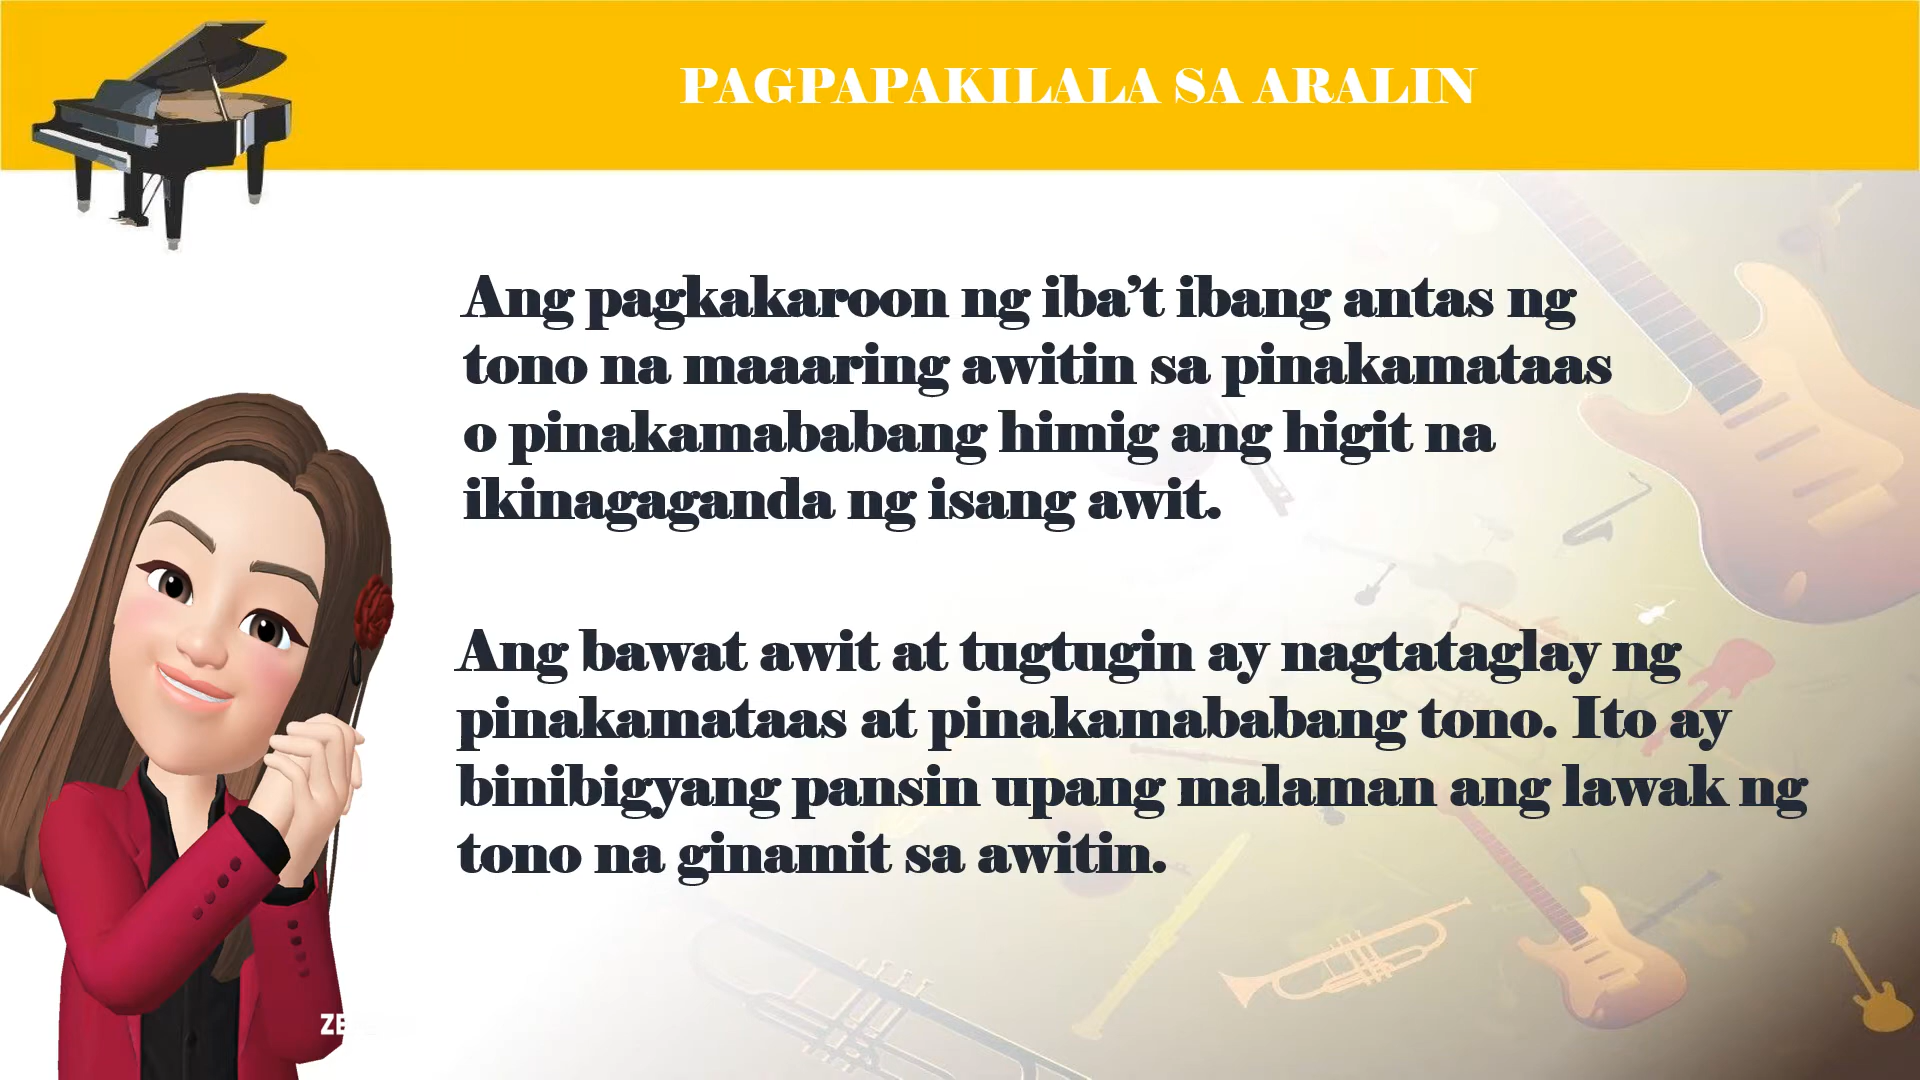 PAGPAPAKILALA SA ARALIN
Ang pagkakaroon ng iba’t ibang antas ng
tono na maaaring awitin sa pinakamataas
o pinakamababang himig ang higit na
ikinagaganda ng isang awit.
Ang bawat awit at tugtugin ay nagtataglay ng
pinakamataas at pinakamababang tono. Ito ay
binibigyang pansin upang malaman ang lawak ng
tono na ginamit sa awitin.